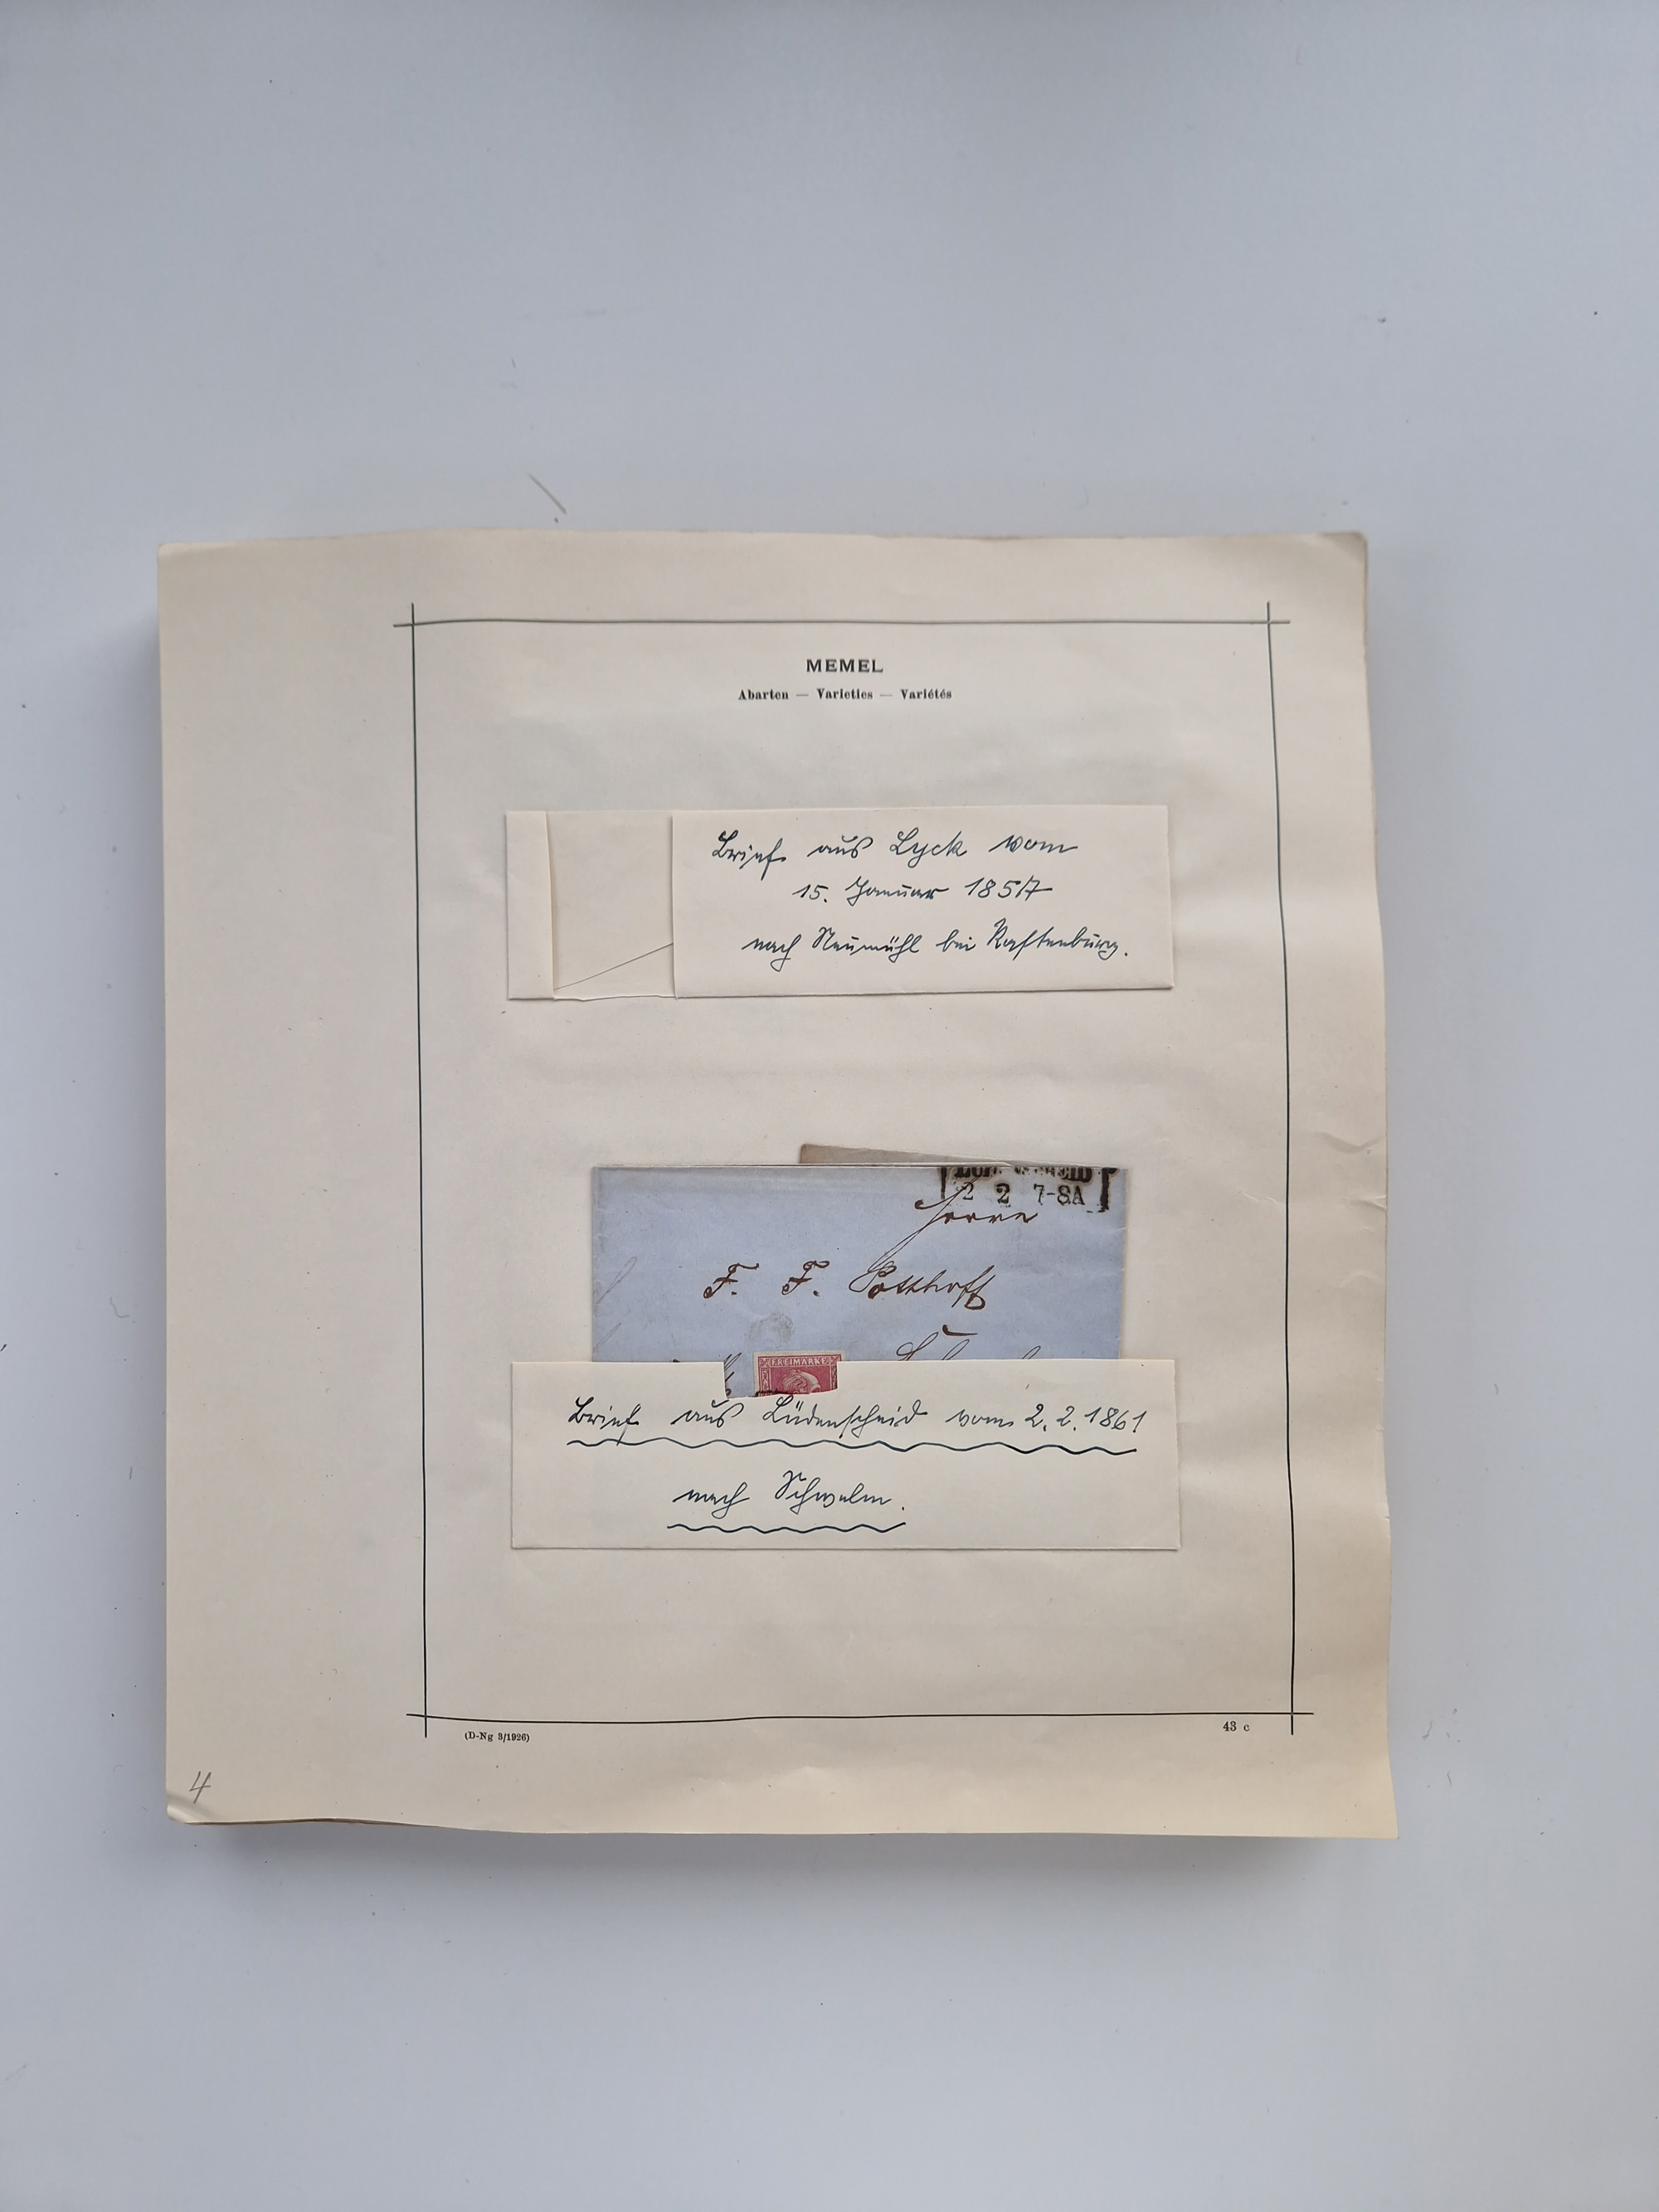 MEMEL
Abarten — Varieties — Variétés
Brief aus Lyck vom
15. Januar 1857
nach Neumühl bei Rastenburg.
2 2 7-8A
Herrn
F. F. Potthoff
FREIMARKE
Brief aus Lüdenscheid vom 2.2.1861
nach Schwelm.
(D-Ng 3/1926)
43 c
4